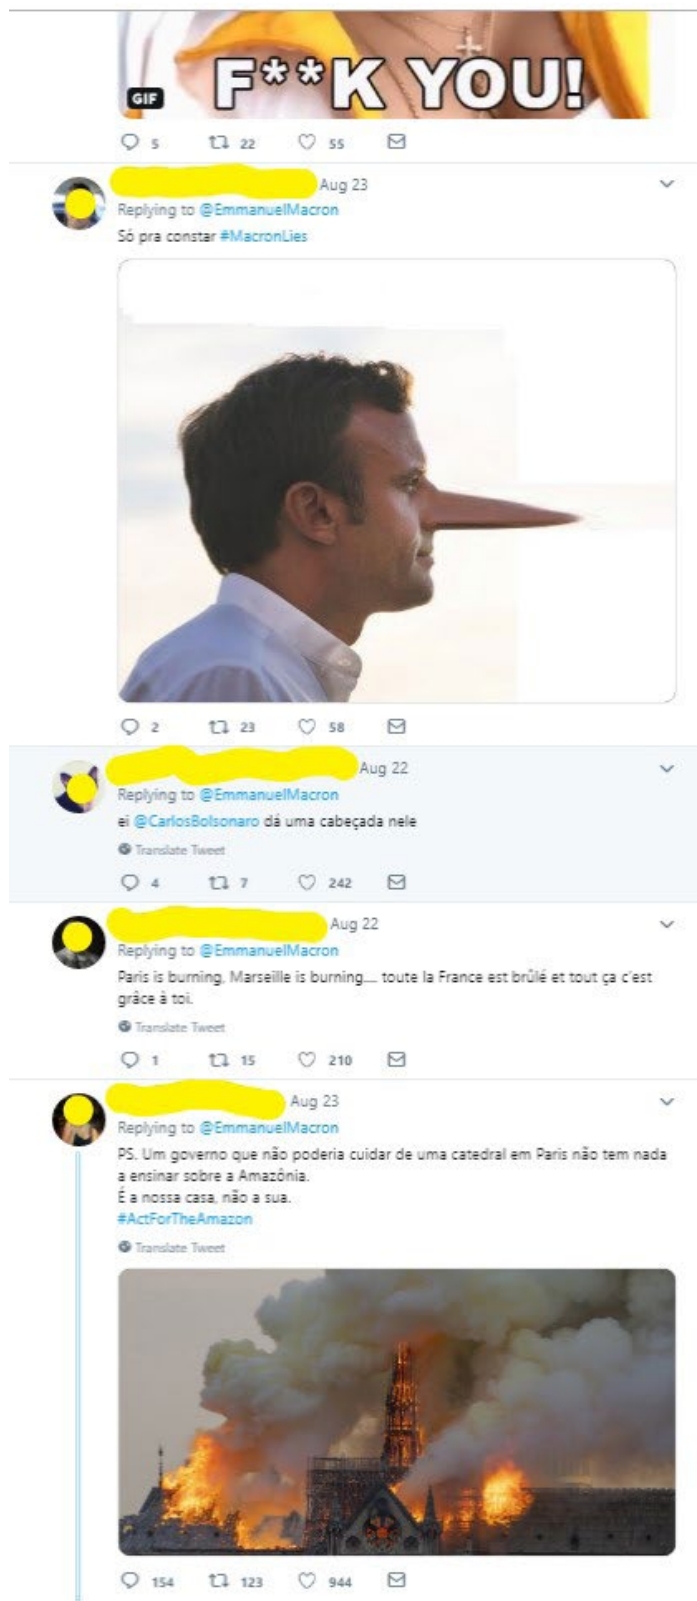 F**K YOU!
GIF
5 22 55
Aug 23
Replying to @EmmanuelMacron
Só pra constar #MacronLies
2 23 58
Aug 22
Replying to @EmmanuelMacron
ei @CarlosBolsonaro dá uma cabeçada nele
Translate Tweet
4 7 242
Aug 22
Replying to @EmmanuelMacron
Paris is burning, Marseille is burning.... toute la France est brûlé et tout ça c'est
grâce à toi.
Translate Tweet
1 15 210
Aug 23
Replying to @EmmanuelMacron
PS. Um governo que não poderia cuidar de uma catedral em Paris não tem nada
a ensinar sobre a Amazônia.
É a nossa casa, não a sua.
#ActForTheAmazon
Translate Tweet
154 123 944